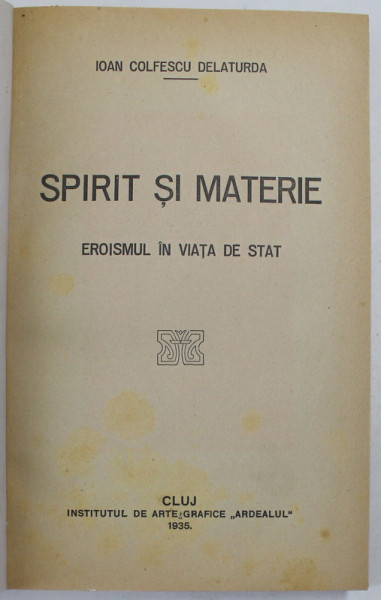 IOAN COLFESCU DELATURDA
SPIRIT ȘI MATERIE
EROISMUL ÎN VIAȚA DE STAT
CLUJ
INSTITUTUL DE ARTE GRAFICE „ARDEALUL"
1935.